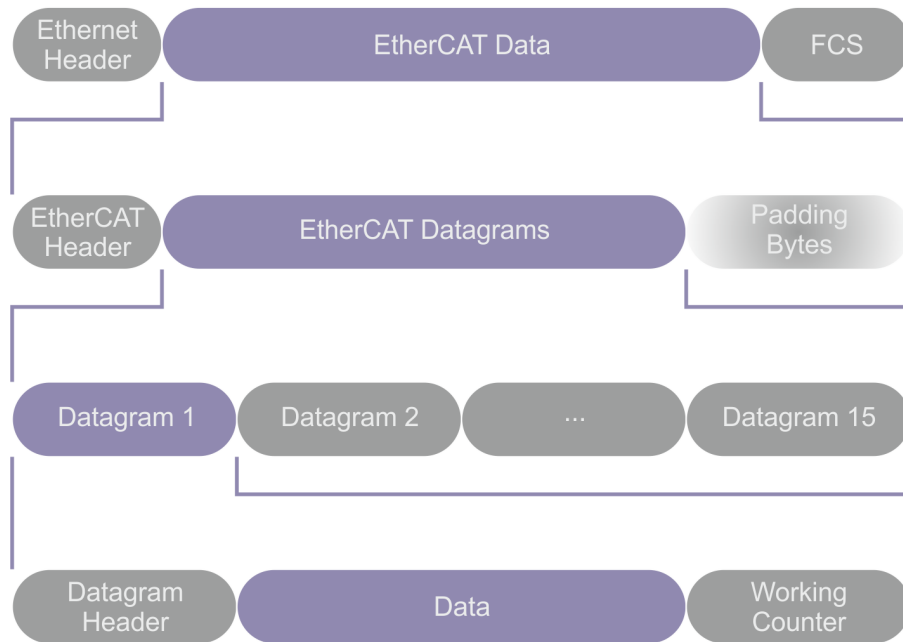 Ethernet
Header
EtherCAT Data
FCS
EtherCAT
Header
EtherCAT Datagrams
Padding
Bytes
Datagram 1
Datagram 2
...
Datagram 15
Datagram
Header
Data
Working
Counter